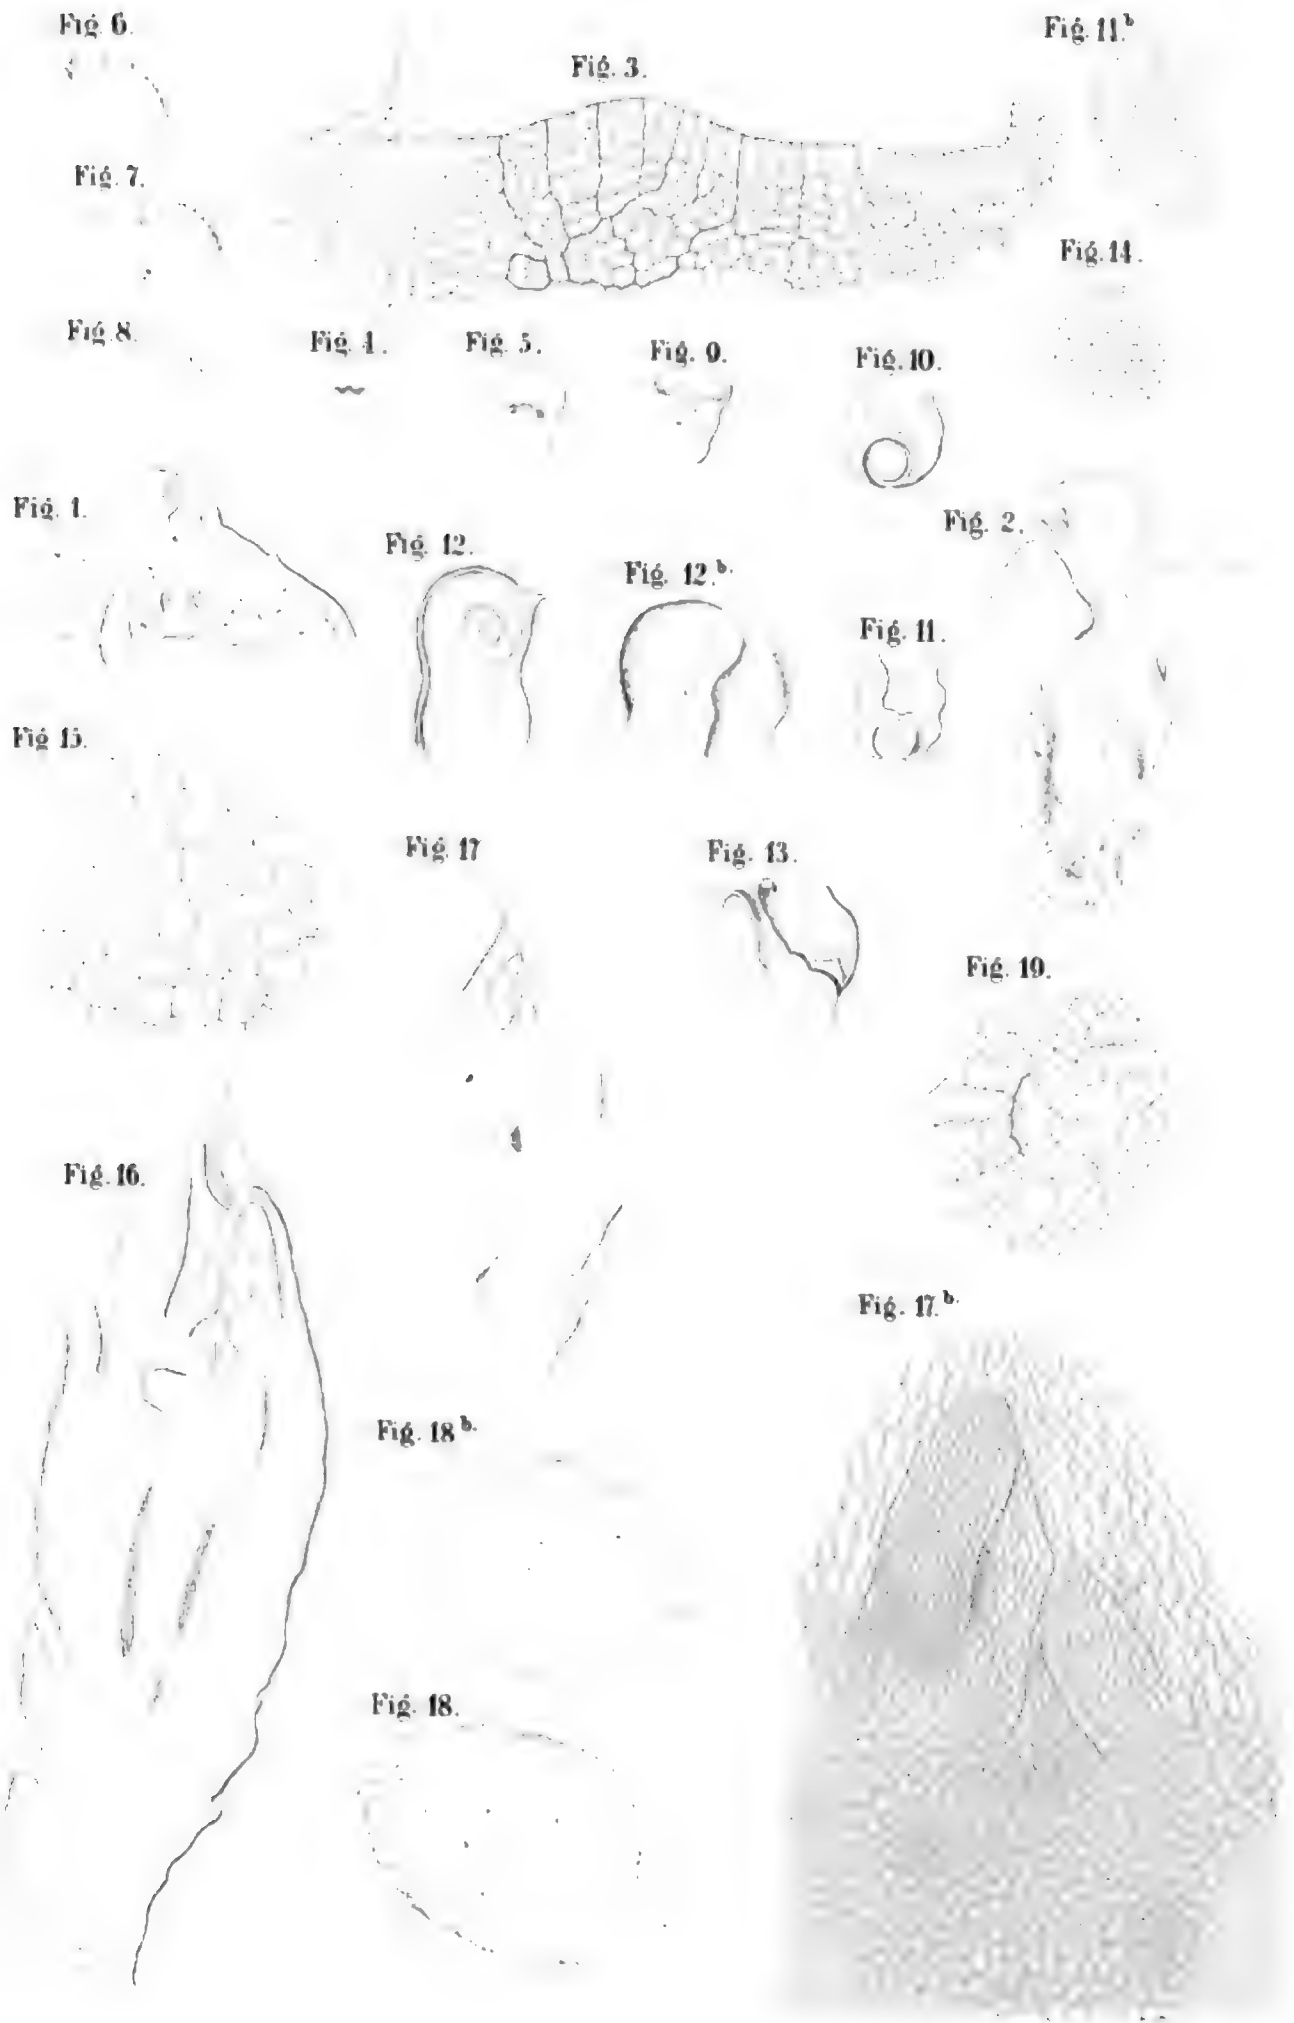 Fig. 6.
Fig. 11.b
Fig. 3.
Fig. 7.
Fig. 14.
Fig. 8.
Fig. 4.
Fig. 5.
Fig. 9.
Fig. 10.
Fig. 1.
Fig. 2.
Fig. 12.
Fig. 12.b.
Fig. 11.
Fig 15.
Fig. 17
Fig. 13.
Fig. 19.
Fig. 16.
Fig. 17.b.
Fig. 18 b.
Fig. 18.